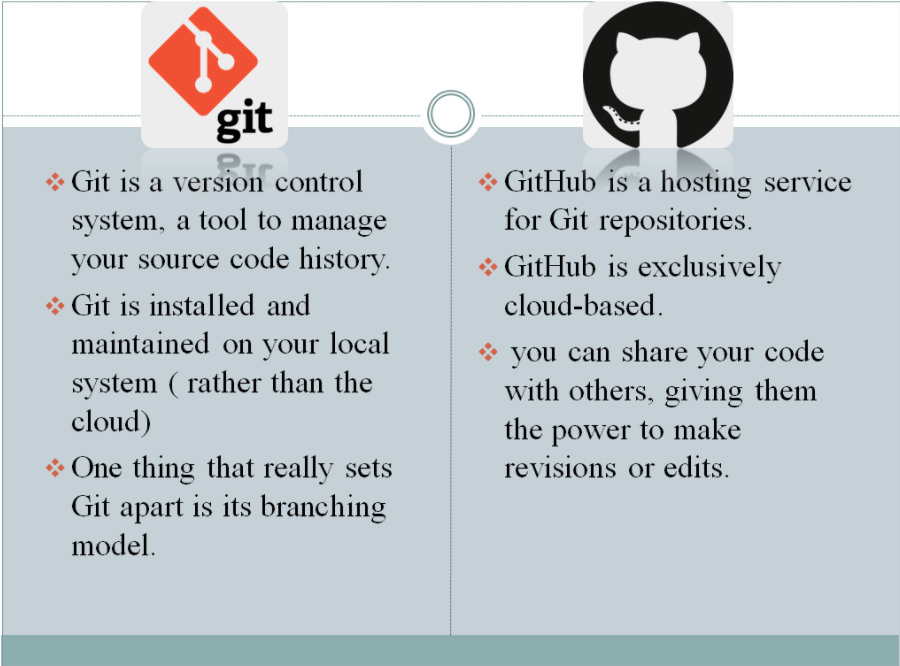 git
Git is a version control
system, a tool to manage
your source code history.
Git is installed and
maintained on your local
system ( rather than the
cloud)
One thing that really sets
Git apart is its branching
model.
GitHub is a hosting service
for Git repositories.
GitHub is exclusively
cloud-based.
you can share your code
with others, giving them
the power to make
revisions or edits.